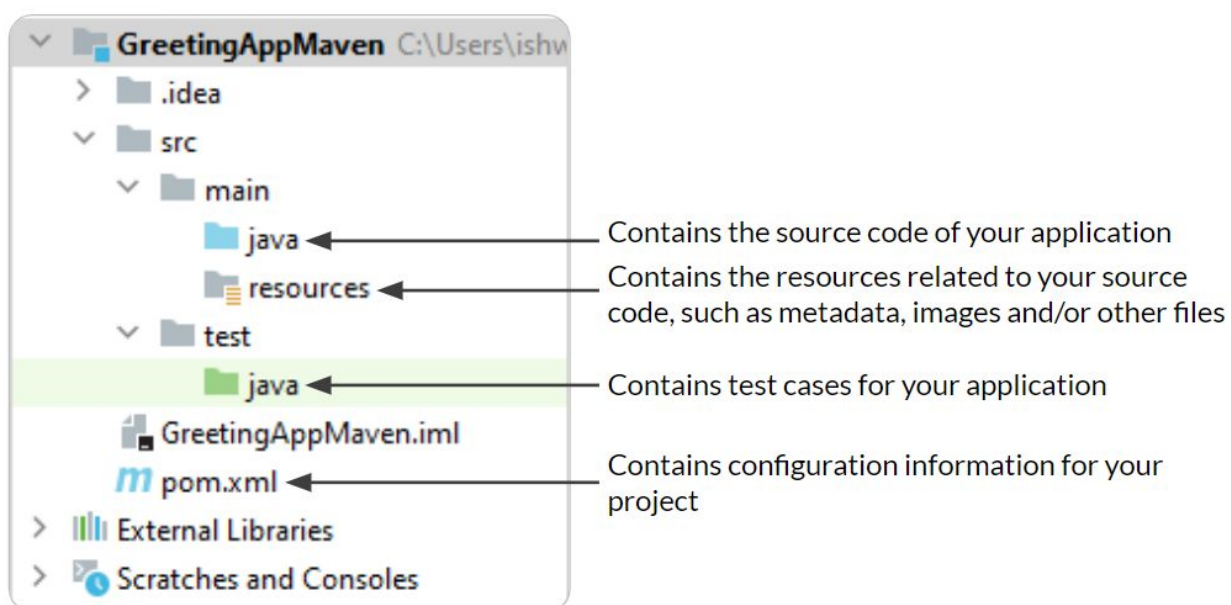 GreetingAppMaven C:\Users\ishw
.idea
src
main
java
resources
test
java
GreetingAppMaven.iml
pom.xml
External Libraries
Scratches and Consoles
Contains the source code of your application
Contains the resources related to your source
code, such as metadata, images and/or other files
Contains test cases for your application
Contains configuration information for your
project